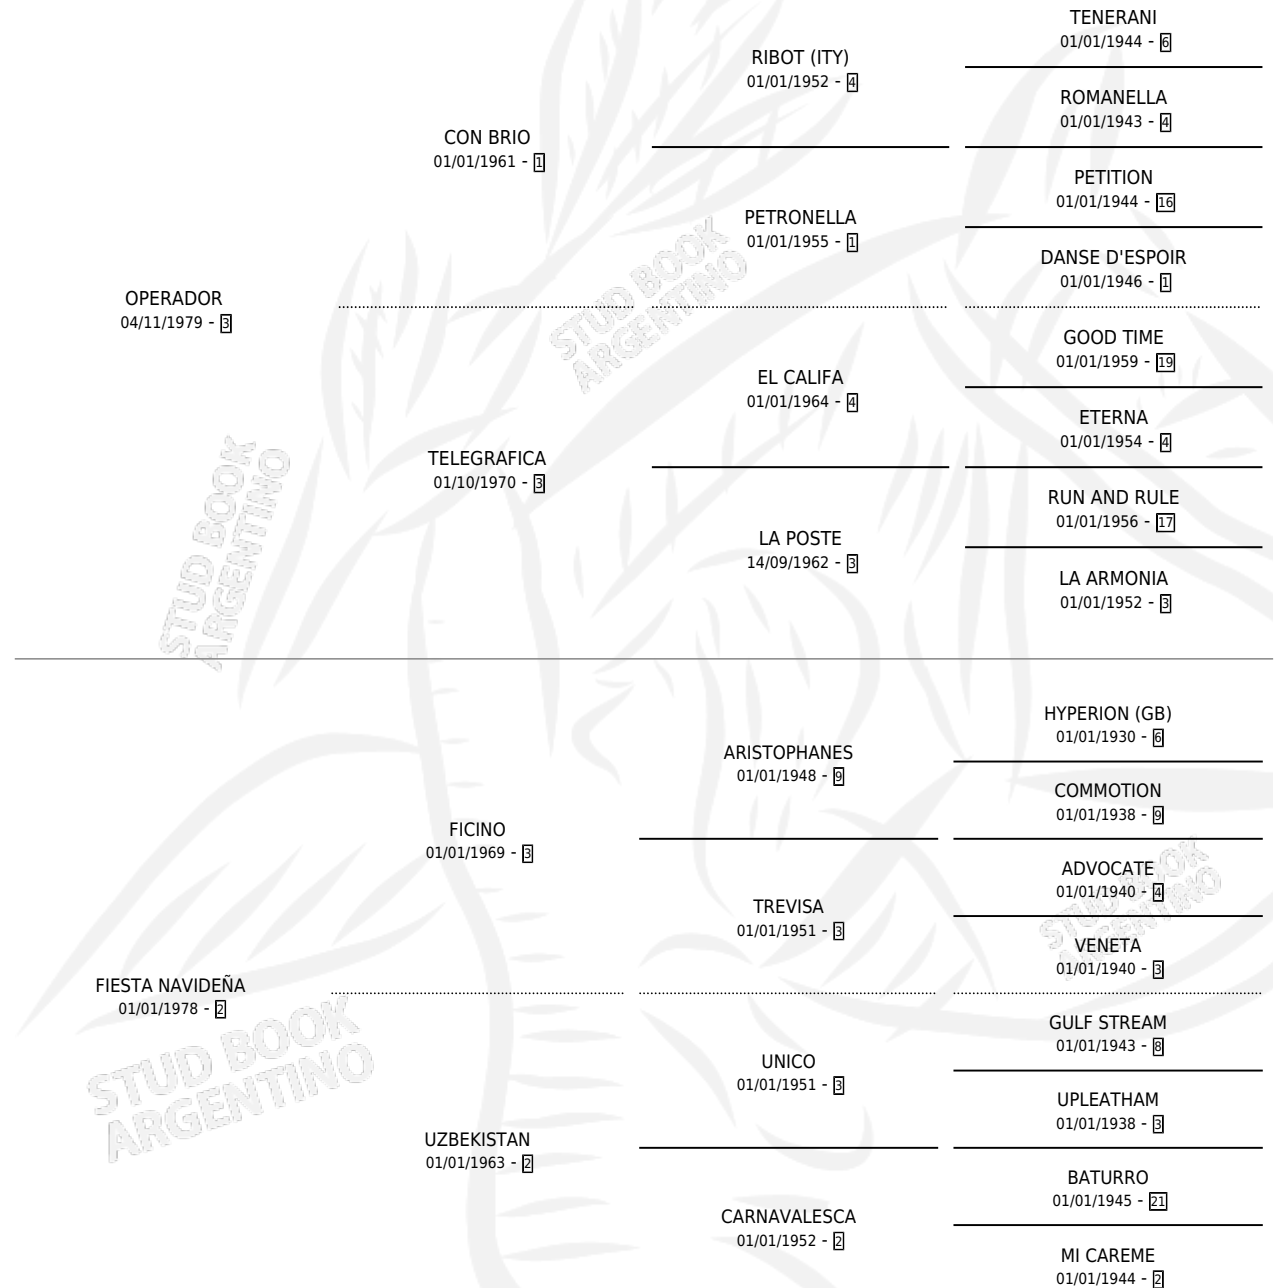 TENERANI
01/01/1944 - 6
RIBOT (ITY)
01/01/1952 - 4
ROMANELLA
01/01/1943 - 4
CON BRIO
01/01/1961 - 1
PETITION
01/01/1944 - 16
PETRONELLA
01/01/1955 - 1
DANSE D'ESPOIR
01/01/1946 - 1
OPERADOR
04/11/1979 - 3
GOOD TIME
01/01/1959 - 19
EL CALIFA
01/01/1964 - 4
ETERNA
01/01/1954 - 4
TELEGRAFICA
01/10/1970 - 3
RUN AND RULE
01/01/1956 - 17
LA POSTE
14/09/1962 - 3
LA ARMONIA
01/01/1952 - 3
HYPERION (GB)
01/01/1930 - 6
ARISTOPHANES
01/01/1948 - 9
COMMOTION
01/01/1938 - 9
FICINO
01/01/1969 - 3
ADVOCATE
01/01/1940 - 4
TREVISA
01/01/1951 - 3
VENETA
01/01/1940 - 3
FIESTA NAVIDEÑA
01/01/1978 - 2
GULF STREAM
01/01/1943 - 8
UNICO
01/01/1951 - 3
UPLEATHAM
01/01/1938 - 3
UZBEKISTAN
01/01/1963 - 2
BATURRO
01/01/1945 - 21
CARNAVALESCA
01/01/1952 - 2
MI CAREME
01/01/1944 - 2
STUD BOOK
ARGENTINO
STUD BOOK
ARGENTINO
STUD BOOK
ARGENTINO
STUD BOOK
ARGENTINO